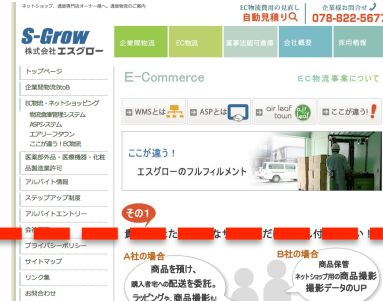 ネットショップ、通販専門店オーナー様へ。通販物流のご案内
EC物流費用の見直し
自動見積り
企業様お問合せ
078-822-567
S-Grow
株式会社エスグロー
企業間物流
EC物流
薬事法認可倉庫
会社概要
採用情報
トップページ
企業間物流BtoB
EC物流・ネットショッピング
物流倉庫管理システム
ASPシステム
エアリーフタウン
ここが違う！EC物流
医薬部外品・医療機器・化粧
品製造業許可
アルバイト情報
ステップアップ制度
アルバイトエントリー
プライバシーポリシー
サイトマップ
リンク集
お問合わせ
E-Commerce
EC物流事業について
WMSとは
ASPとは
air leaf
town
ここが違う!
ここが違う！
エスグローのフルフィルメント
その1
A社の場合
商品を預け、
購入者宅への配送を委託。
ラッピングや、商品撮影も
B社の場合
商品保管
ネットショップ用の商品撮影
撮影データのUP